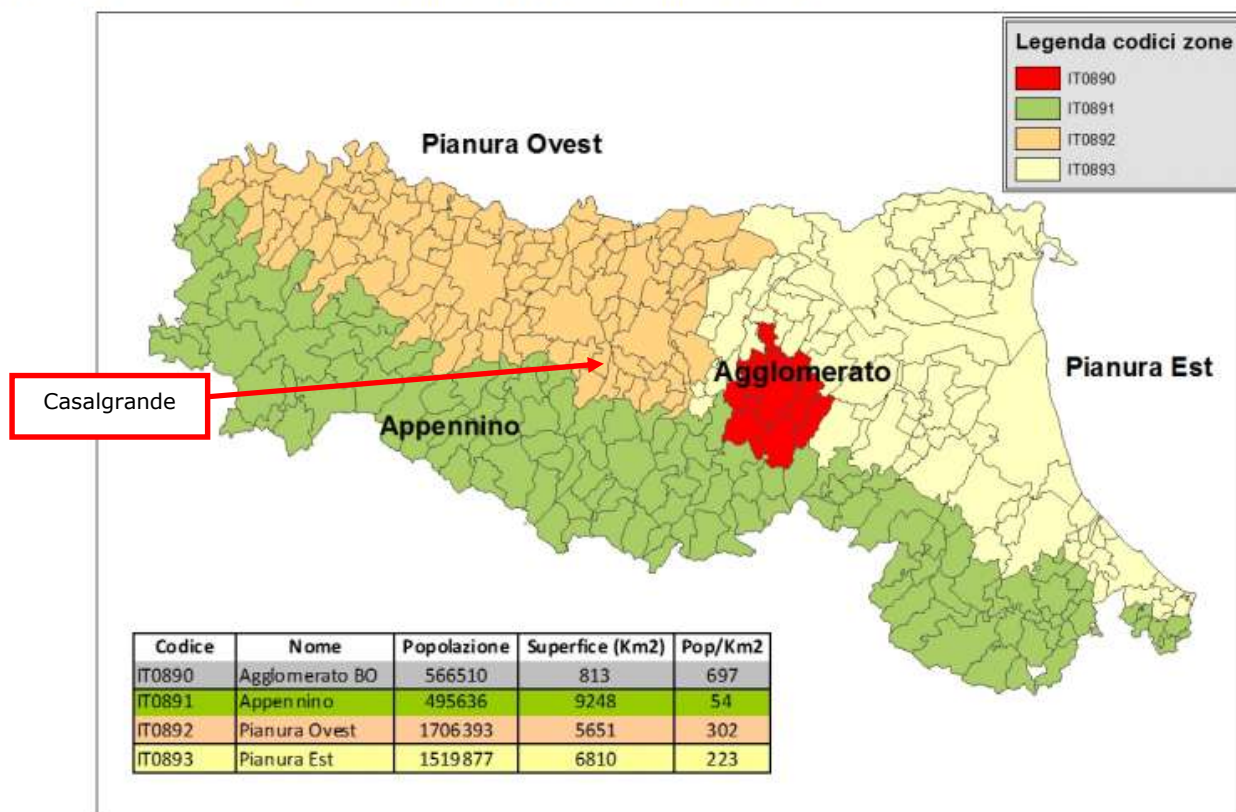 Legenda codici zone
IT0890
IT0891
IT0892
IT0893
Pianura Ovest
Agglomerato
Pianura Est
Casalgrande
Appennino
Codice Nome Popolazione Superfice (Km2) Pop/Km2
IT0890 Agglomerato BO 566510 813 697
IT0891 Appennino 495636 9248 54
IT0892 Pianura Ovest 1706393 5651 302
IT0893 Pianura Est 1519877 6810 223